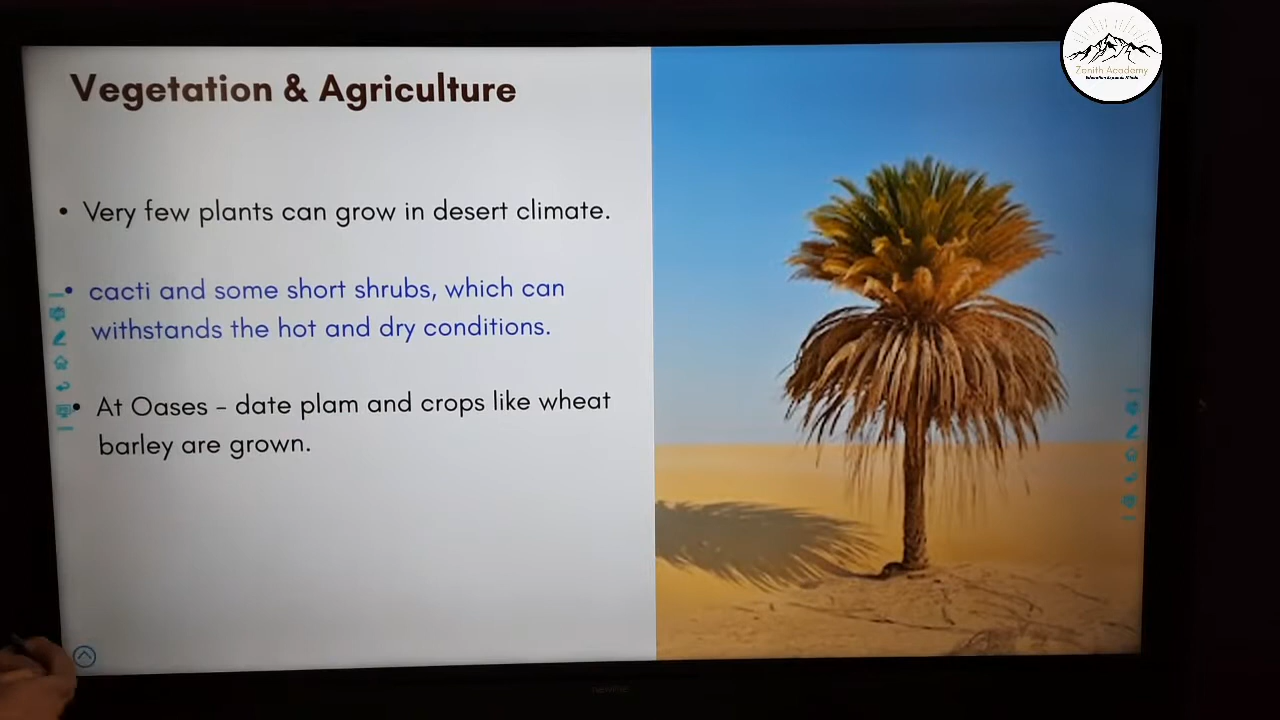 Vegetation & Agriculture
• Very few plants can grow in desert climate.
• cacti and some short shrubs, which can
withstands the hot and dry conditions.
• At Oases - date plam and crops like wheat
barley are grown.
Zenith Academy